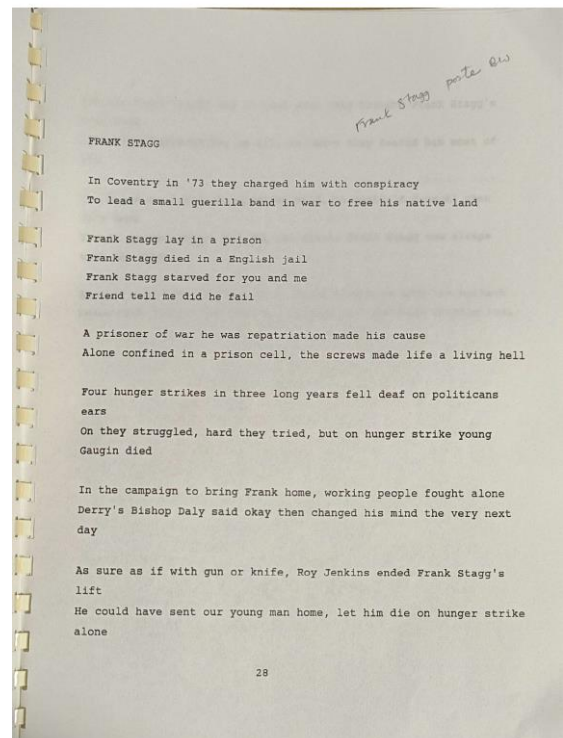 Frank Stagg poster BW
FRANK STAGG
In Coventry in '73 they charged him with conspiracy
To lead a small guerilla band in war to free his native land
Frank Stagg lay in a prison
Frank Stagg died in a English jail
Frank Stagg starved for you and me
Friend tell me did he fail
A prisoner of war he was repatriation made his cause
Alone confined in a prison cell, the screws made life a living hell
Four hunger strikes in three long years fell deaf on politicans
ears
On they struggled, hard they tried, but on hunger strike young
Gaugin died
In the campaign to bring Frank home, working people fought alone
Derry's Bishop Daly said okay then changed his mind the very next
day
As sure as if with gun or knife, Roy Jenkins ended Frank Stagg's
lift
He could have sent our young man home, let him die on hunger strike
alone
28